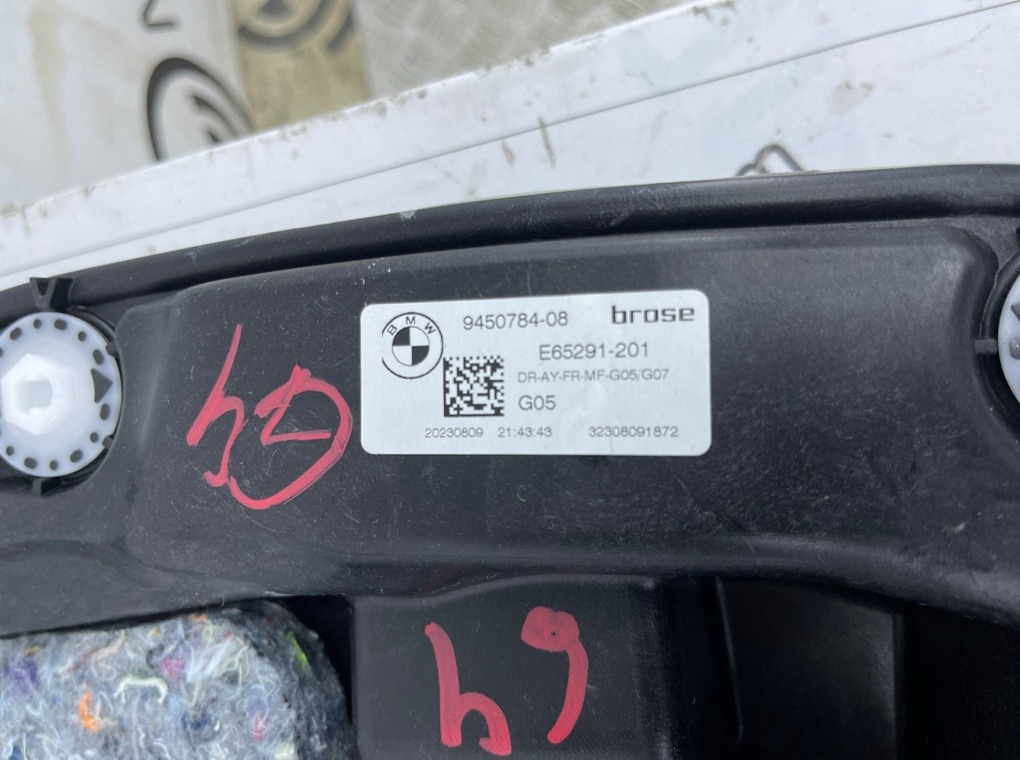 BMW
9450784-08 brose
E65291-201
DR-AY-FR-MF-G05/G07
G05
20230809 21:43:43 32308091872